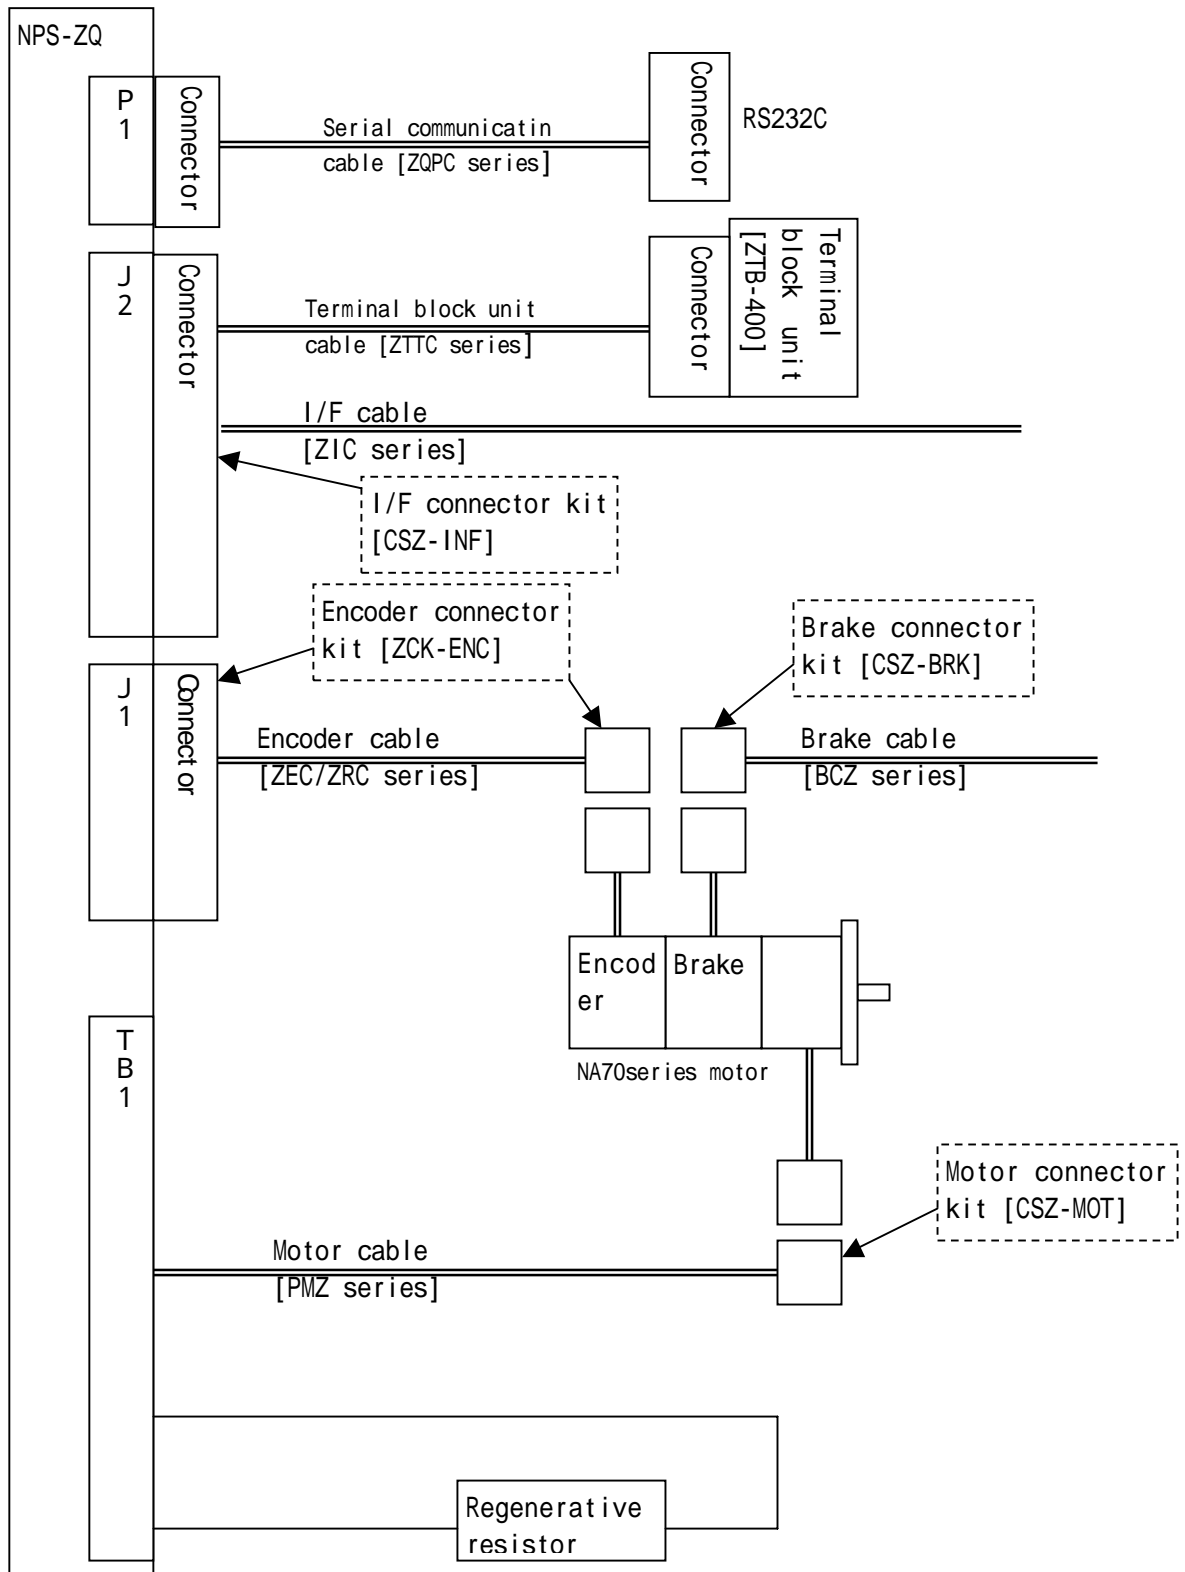 NPS-ZQ
P
1
Connector
Serial communicatin
cable [ZQPC series]
Connector
RS232C
J
2
Connector
Terminal block unit
cable [ZTTC series]
Connector
Terminal
block unit
[ZTB-400]
I/F cable
[ZIC series]
I/F connector kit
[CSZ-INF]
Encoder connector
kit [ZCK-ENC]
Brake connector
kit [CSZ-BRK]
J
1
Connector
Encoder cable
[ZEC/ZRC series]
Brake cable
[BCZ series]
Encod
er
Brake
NA70series motor
T
B
1
Motor connector
kit [CSZ-MOT]
Motor cable
[PMZ series]
Regenerative
resistor